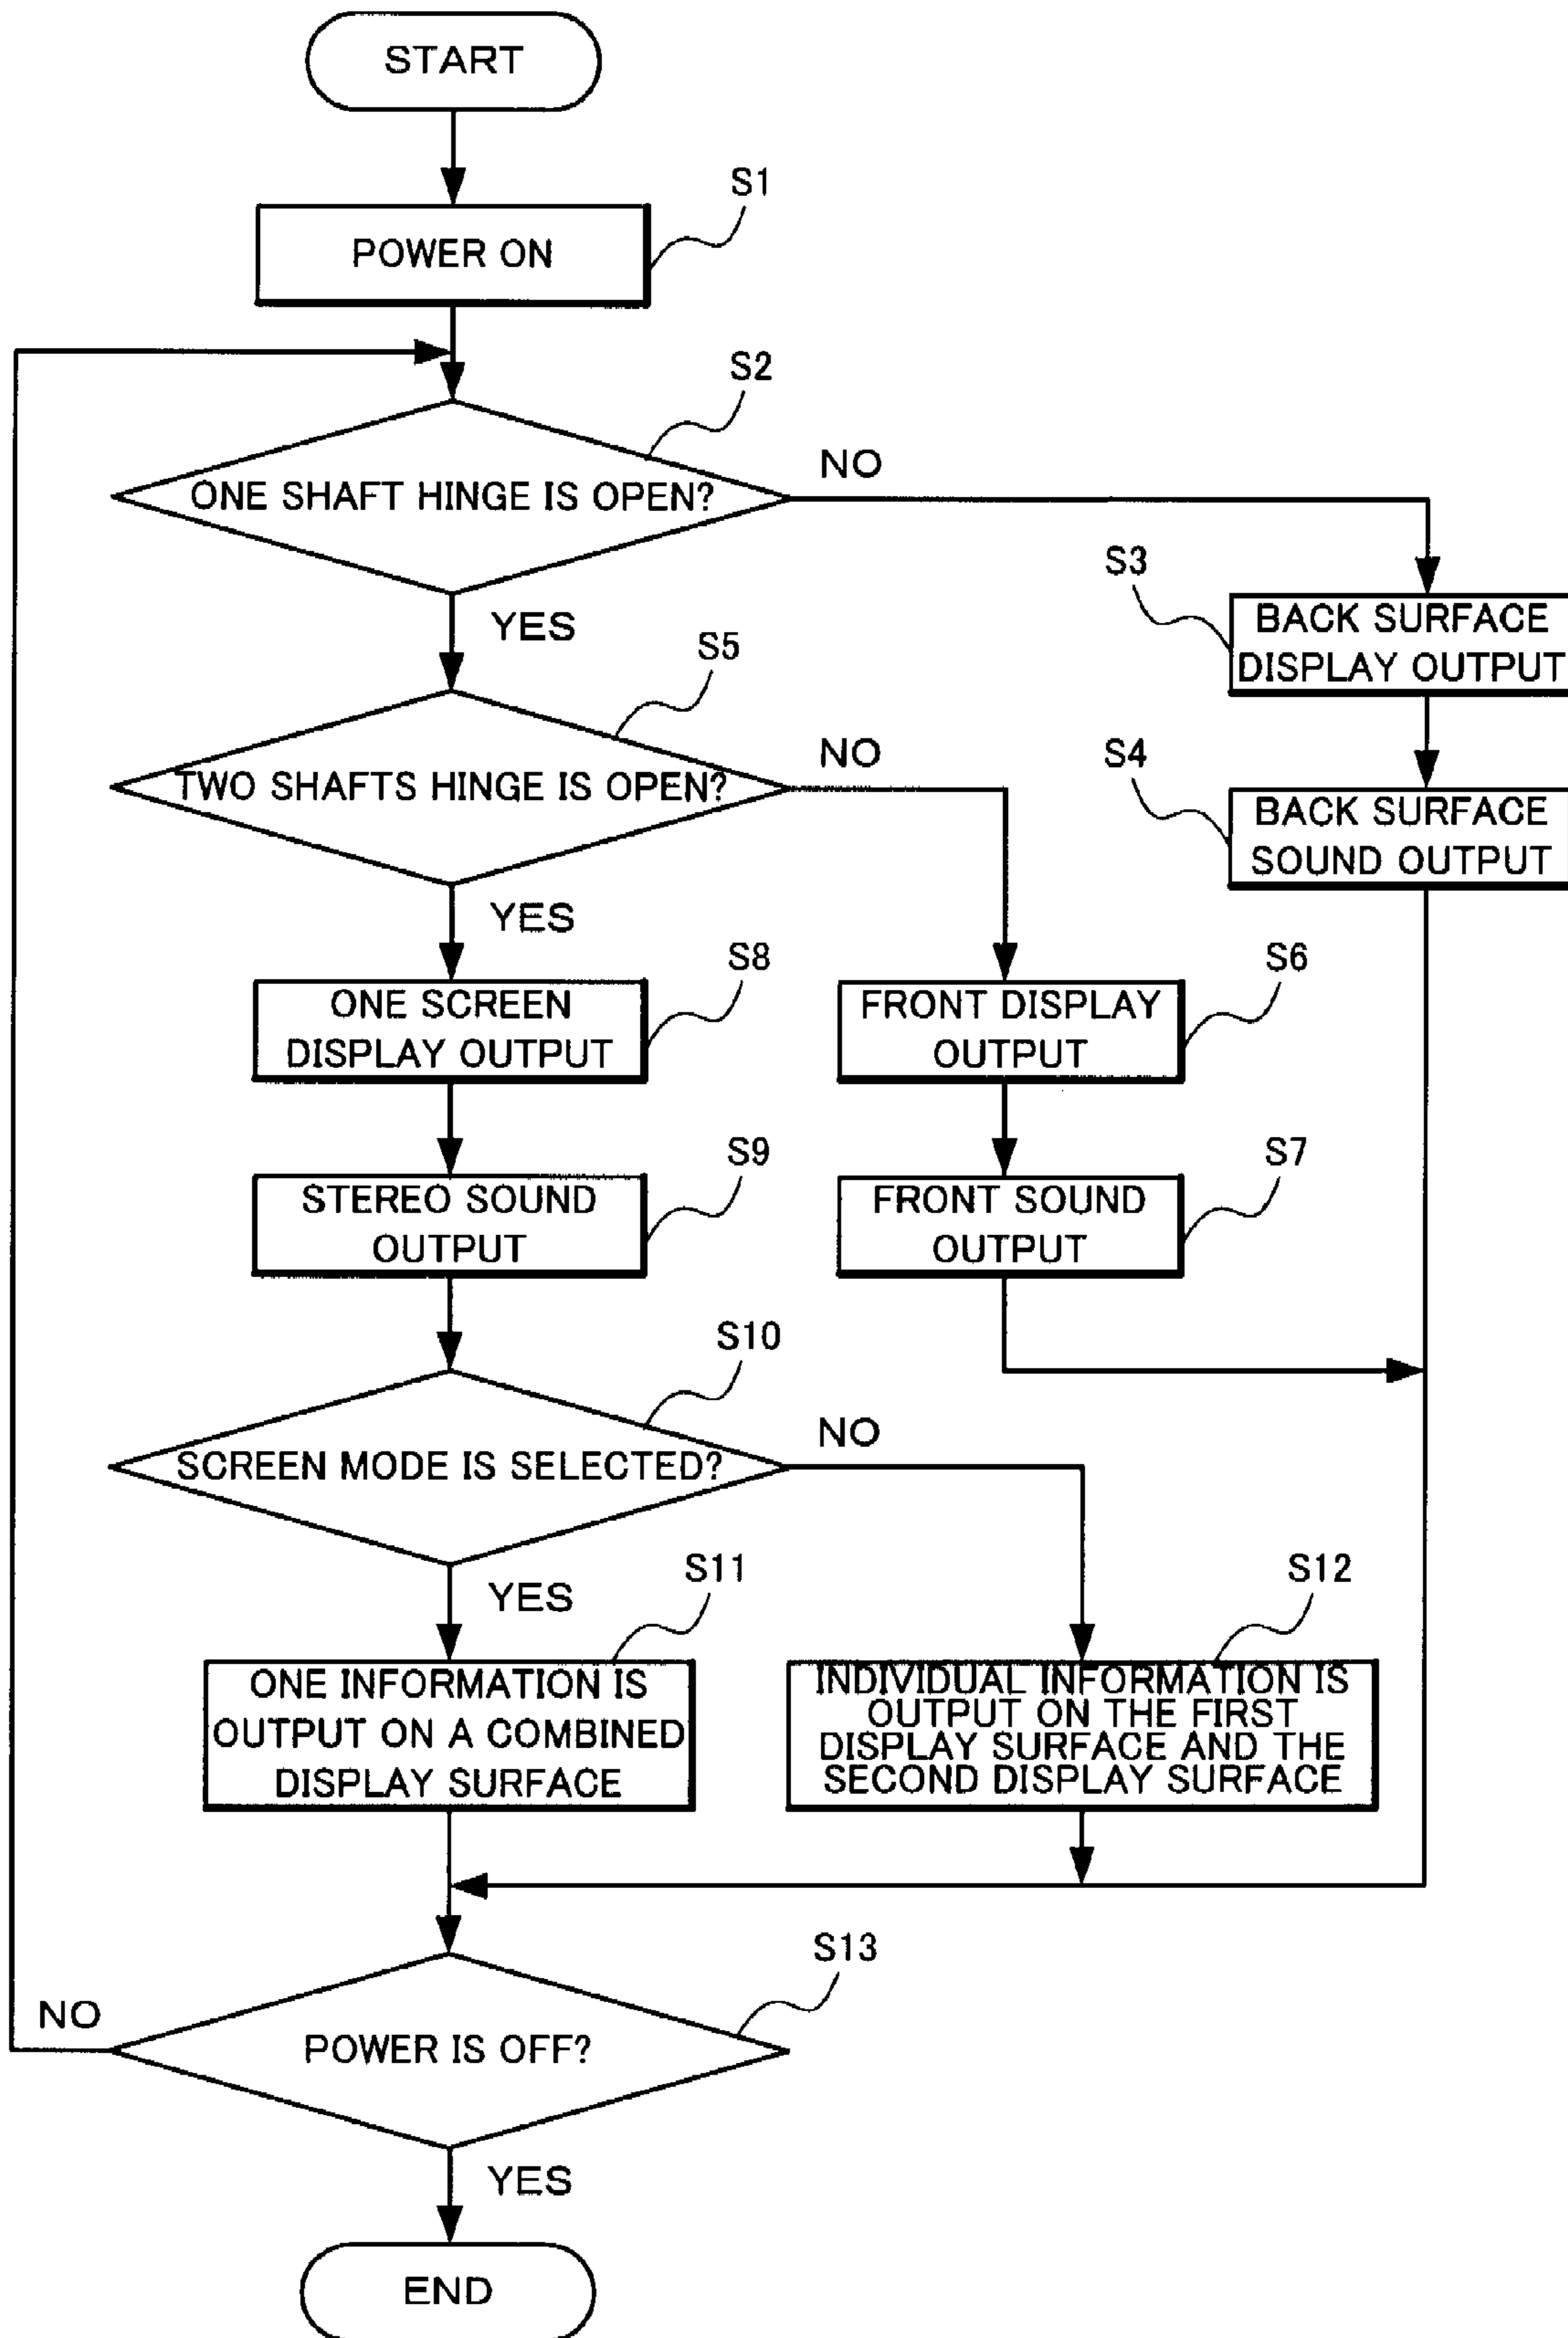 START
S1
POWER ON
S2
ONE SHAFT HINGE IS OPEN?
NO
YES
S3
BACK SURFACE
DISPLAY OUTPUT
S4
BACK SURFACE
SOUND OUTPUT
S5
TWO SHAFTS HINGE IS OPEN?
NO
YES
S6
FRONT DISPLAY
OUTPUT
S7
FRONT SOUND
OUTPUT
S8
ONE SCREEN
DISPLAY OUTPUT
S9
STEREO SOUND
OUTPUT
S10
SCREEN MODE IS SELECTED?
NO
YES
S11
ONE INFORMATION IS
OUTPUT ON A COMBINED
DISPLAY SURFACE
S12
INDIVIDUAL INFORMATION IS
OUTPUT ON THE FIRST
DISPLAY SURFACE AND THE
SECOND DISPLAY SURFACE
S13
POWER IS OFF?
NO
YES
END